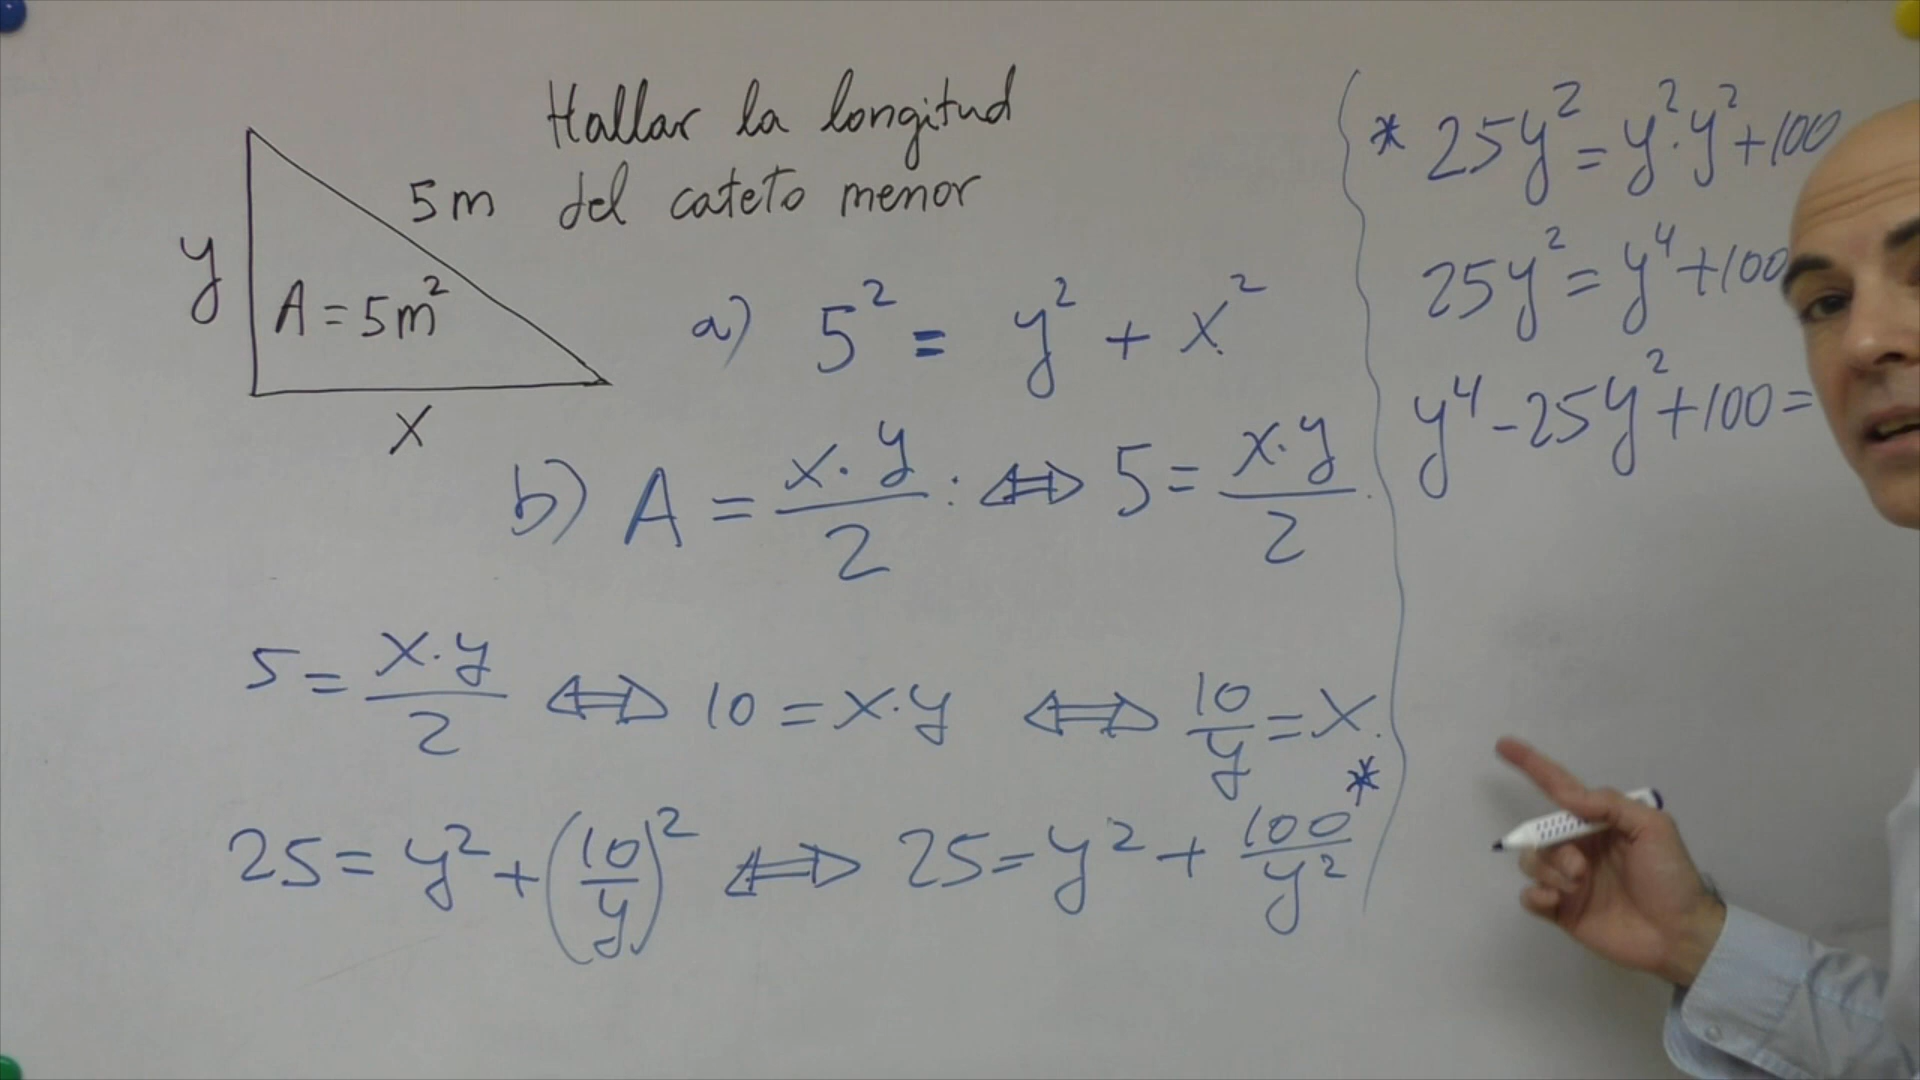 Hallar la longitud
del cateto menor
5m
y
A = 5m²
x
a) 5² = y² + x²
b) A = x·y/2 : ⇔ 5 = x·y/2
5 = x·y/2 ⇔ 10 = x·y ⇔ 10/y = x
25 = y² + (10/y)² ⇔ 25 = y² + 100/y² *
* 25y² = y²·y² + 100
25y² = y⁴ + 100
y⁴ - 25y² + 100 =